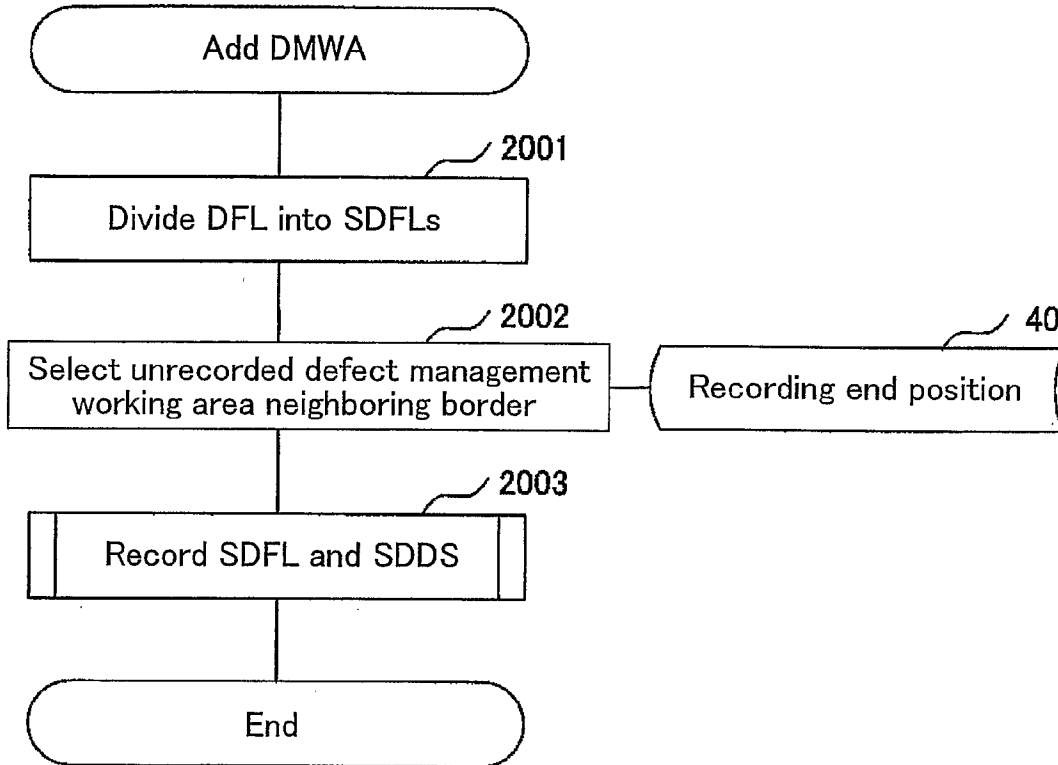 Add DMWA
2001
Divide DFL into SDFLs
2002
40
Select unrecorded defect management
working area neighboring border
Recording end position
2003
Record SDFL and SDDS
End